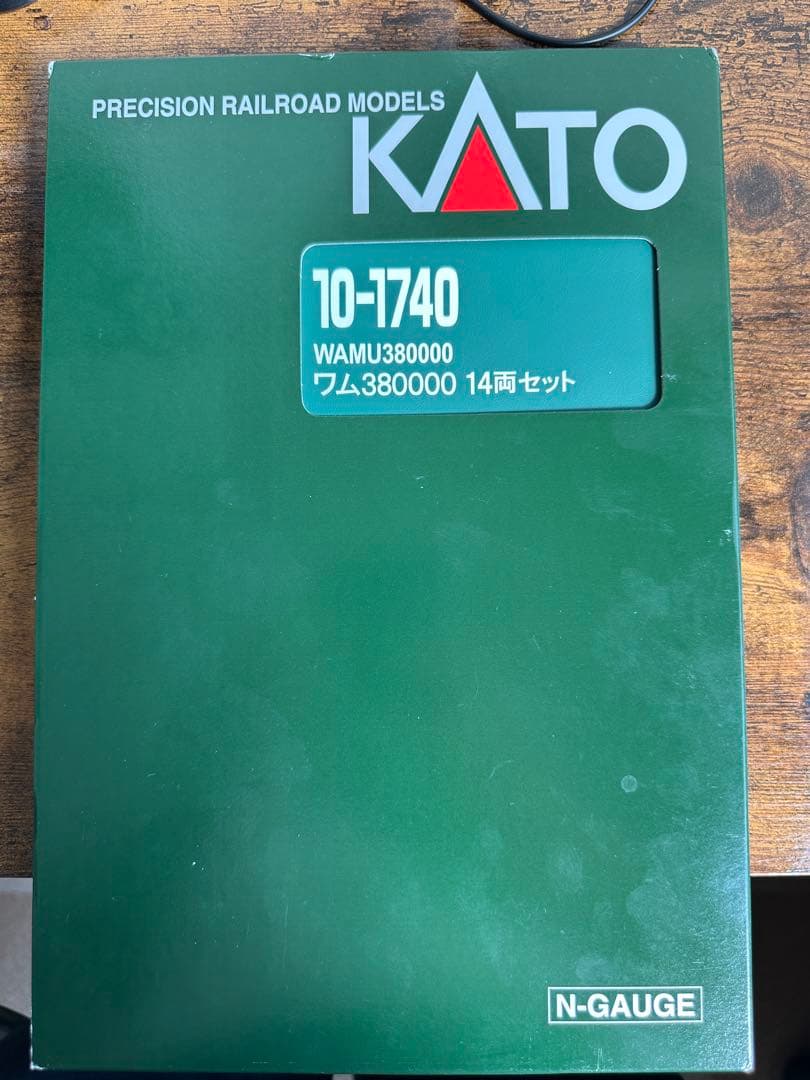 PRECISION RAILROAD MODELS
KATO
10-1740
WAMU380000
ワム380000 14両セット
N-GAUGE